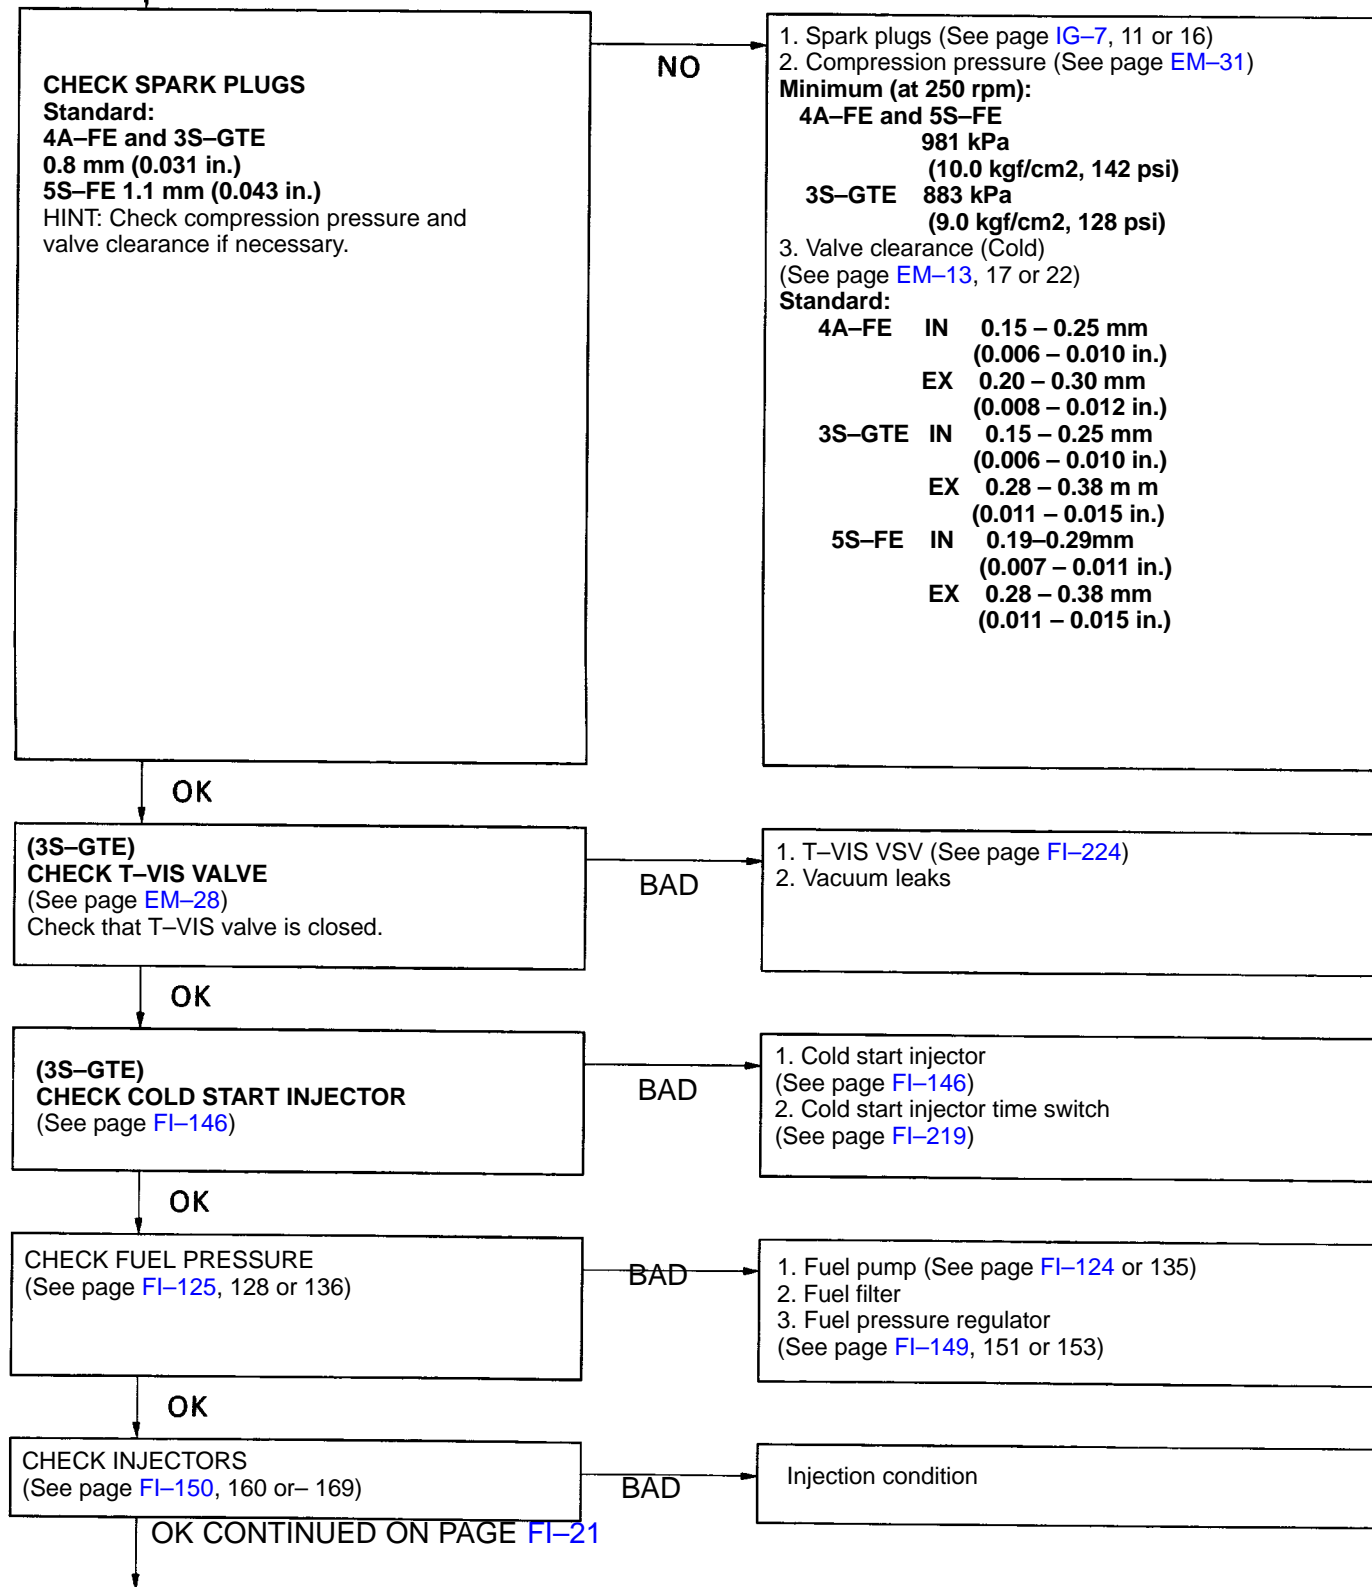 CHECK SPARK PLUGS
Standard:
4A–FE and 3S–GTE
0.8 mm (0.031 in.)
5S–FE 1.1 mm (0.043 in.)
HINT: Check compression pressure and
valve clearance if necessary.
NO
1. Spark plugs (See page IG–7, 11 or 16)
2. Compression pressure (See page EM–31)
Minimum (at 250 rpm):
4A–FE and 5S–FE
981 kPa
(10.0 kgf/cm2, 142 psi)
3S–GTE 883 kPa
(9.0 kgf/cm2, 128 psi)
3. Valve clearance (Cold)
(See page EM–13, 17 or 22)
Standard:
4A–FE IN 0.15 – 0.25 mm
(0.006 – 0.010 in.)
EX 0.20 – 0.30 mm
(0.008 – 0.012 in.)
3S–GTE IN 0.15 – 0.25 mm
(0.006 – 0.010 in.)
EX 0.28 – 0.38 m m
(0.011 – 0.015 in.)
5S–FE IN 0.19–0.29mm
(0.007 – 0.011 in.)
EX 0.28 – 0.38 mm
(0.011 – 0.015 in.)
OK
(3S–GTE)
CHECK T–VIS VALVE
(See page EM–28)
Check that T–VIS valve is closed.
BAD
1. T–VIS VSV (See page FI–224)
2. Vacuum leaks
OK
(3S–GTE)
CHECK COLD START INJECTOR
(See page FI–146)
BAD
1. Cold start injector
(See page FI–146)
2. Cold start injector time switch
(See page FI–219)
OK
CHECK FUEL PRESSURE
(See page FI–125, 128 or 136)
BAD
1. Fuel pump (See page FI–124 or 135)
2. Fuel filter
3. Fuel pressure regulator
(See page FI–149, 151 or 153)
OK
CHECK INJECTORS
(See page FI–150, 160 or– 169)
BAD
Injection condition
OK CONTINUED ON PAGE FI–21